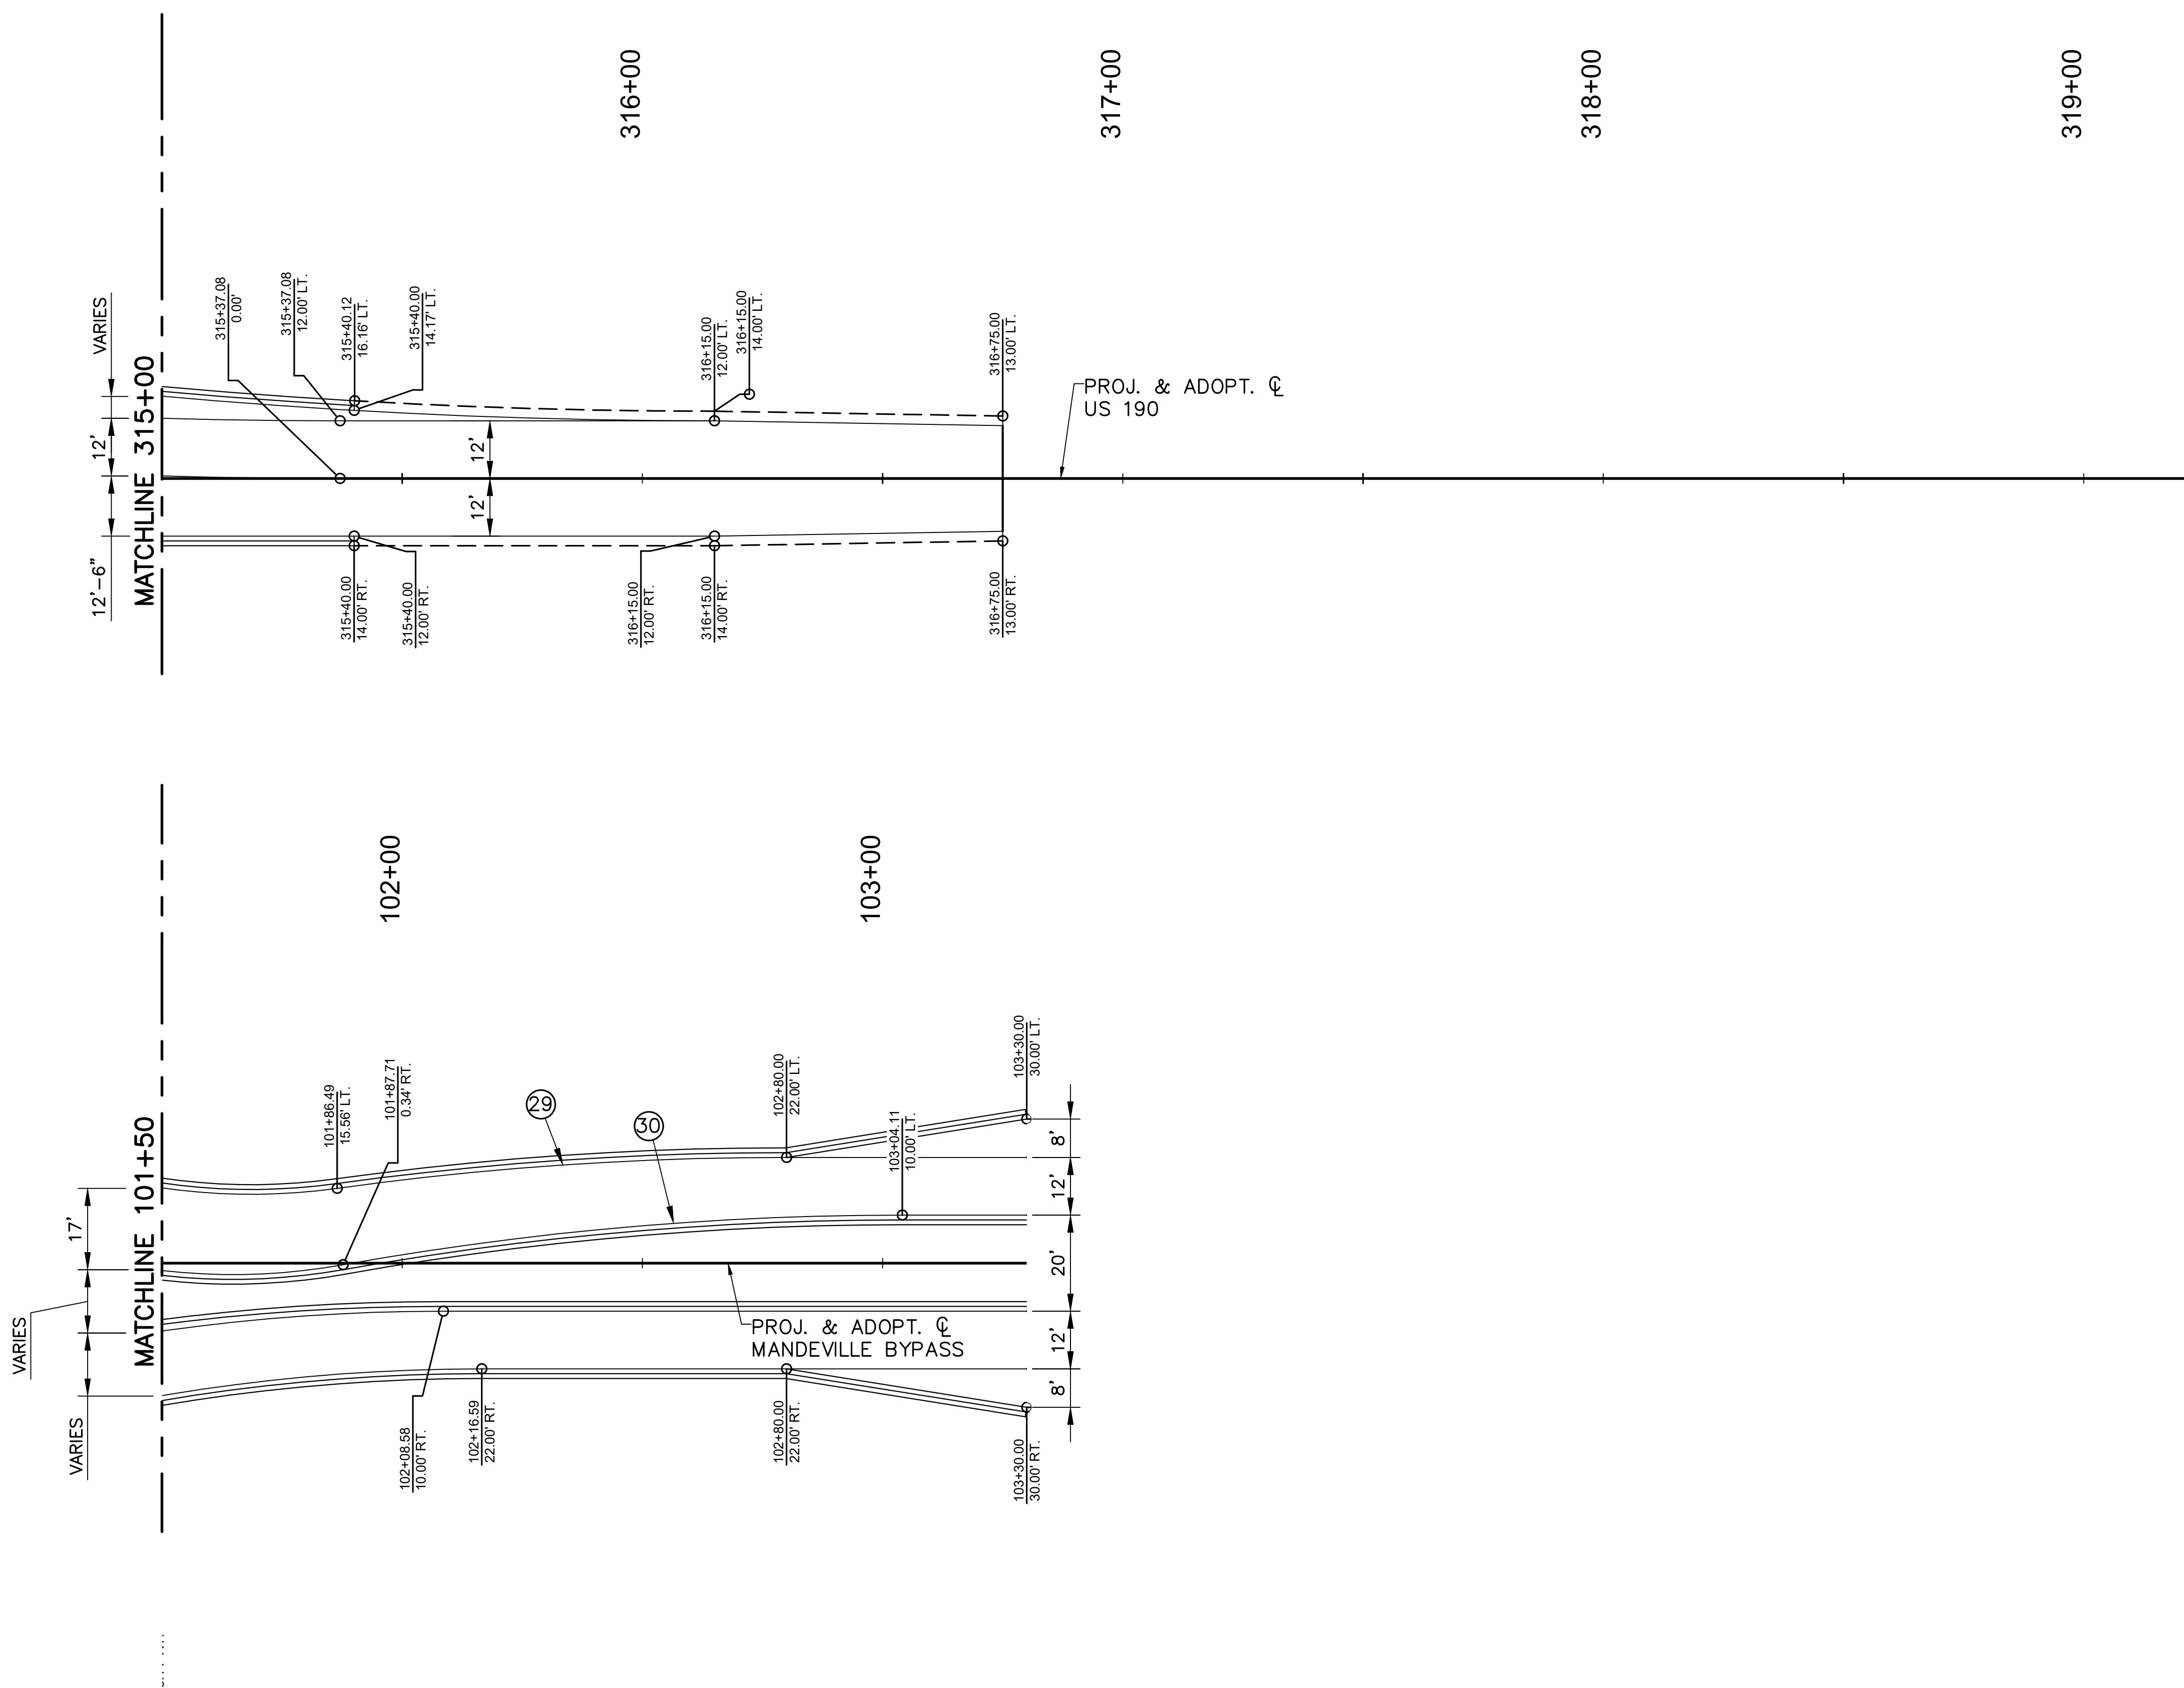 316+00
317+00
318+00
319+00
VARIES
12'
12'-6"
MATCHLINE 315+00
315+37.08
0.00'
315+37.08
12.00' LT.
315+40.12
16.16' LT.
315+40.00
14.17' LT.
316+15.00
12.00' LT.
316+15.00
14.00' LT.
316+75.00
13.00' LT.
PROJ. & ADOPT. ℄
US 190
12'
12'
315+40.00
14.00' RT.
315+40.00
12.00' RT.
316+15.00
12.00' RT.
316+15.00
14.00' RT.
316+75.00
13.00' RT.
102+00
103+00
MATCHLINE 101+50
17'
VARIES
VARIES
101+86.49
15.56' LT.
101+87.71
0.34' RT.
29
30
102+80.00
22.00' LT.
103+04.11
10.00' LT.
103+30.00
30.00' LT.
8'
12'
20'
12'
8'
PROJ. & ADOPT. ℄
MANDEVILLE BYPASS
102+08.58
10.00' RT.
102+16.59
22.00' RT.
102+80.00
22.00' RT.
103+30.00
30.00' RT.